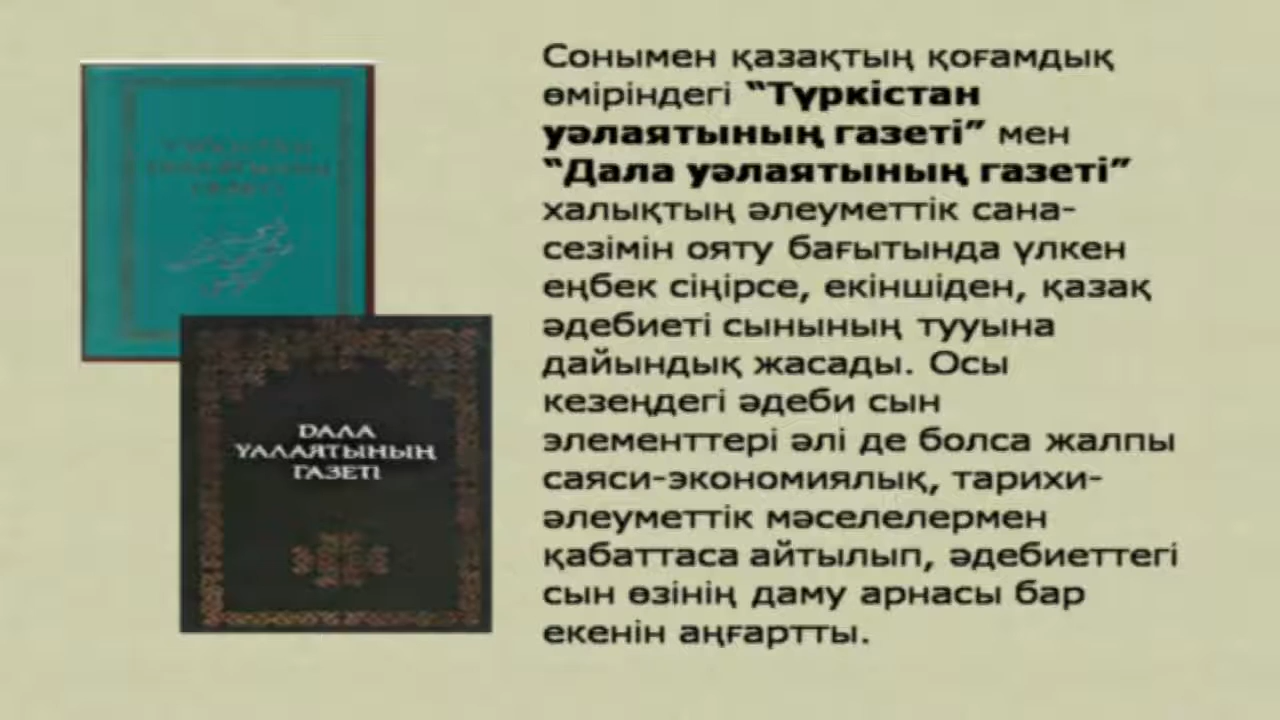 Сонымен қазақтың қоғамдық
өміріндегі “Түркістан
уәлаятының газеті” мен
“Дала уәлаятының газеті”
халықтың әлеуметтік сана-
сезімін ояту бағытында үлкен
еңбек сіңірсе, екіншіден, қазақ
әдебиеті сынының тууына
дайындық жасады. Осы
кезеңдегі әдеби сын
элементтері әлі де болса жалпы
саяси-экономиялық, тарихи-
әлеуметтік мәселелермен
қабаттаса айтылып, әдебиеттегі
сын өзінің даму арнасы бар
екенін аңғартты.
ДАЛА
УАЛАЯТЫНЫҢ
ГАЗЕТІ